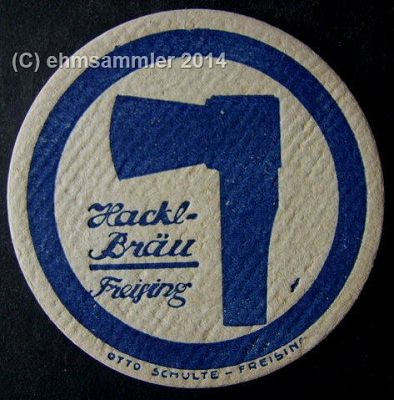 (C) ehmsammler 2014
Hackl-
Bräu
Freising
OTTO SCHULTE - FREISING